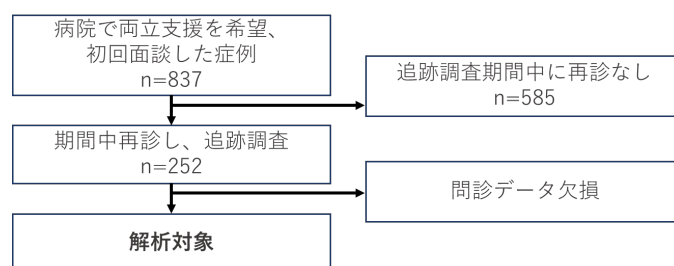 病院で両立支援を希望、
初回面談した症例
n=837
追跡調査期間中に再診なし
n=585
期間中再診し、追跡調査
n=252
問診データ欠損
解析対象